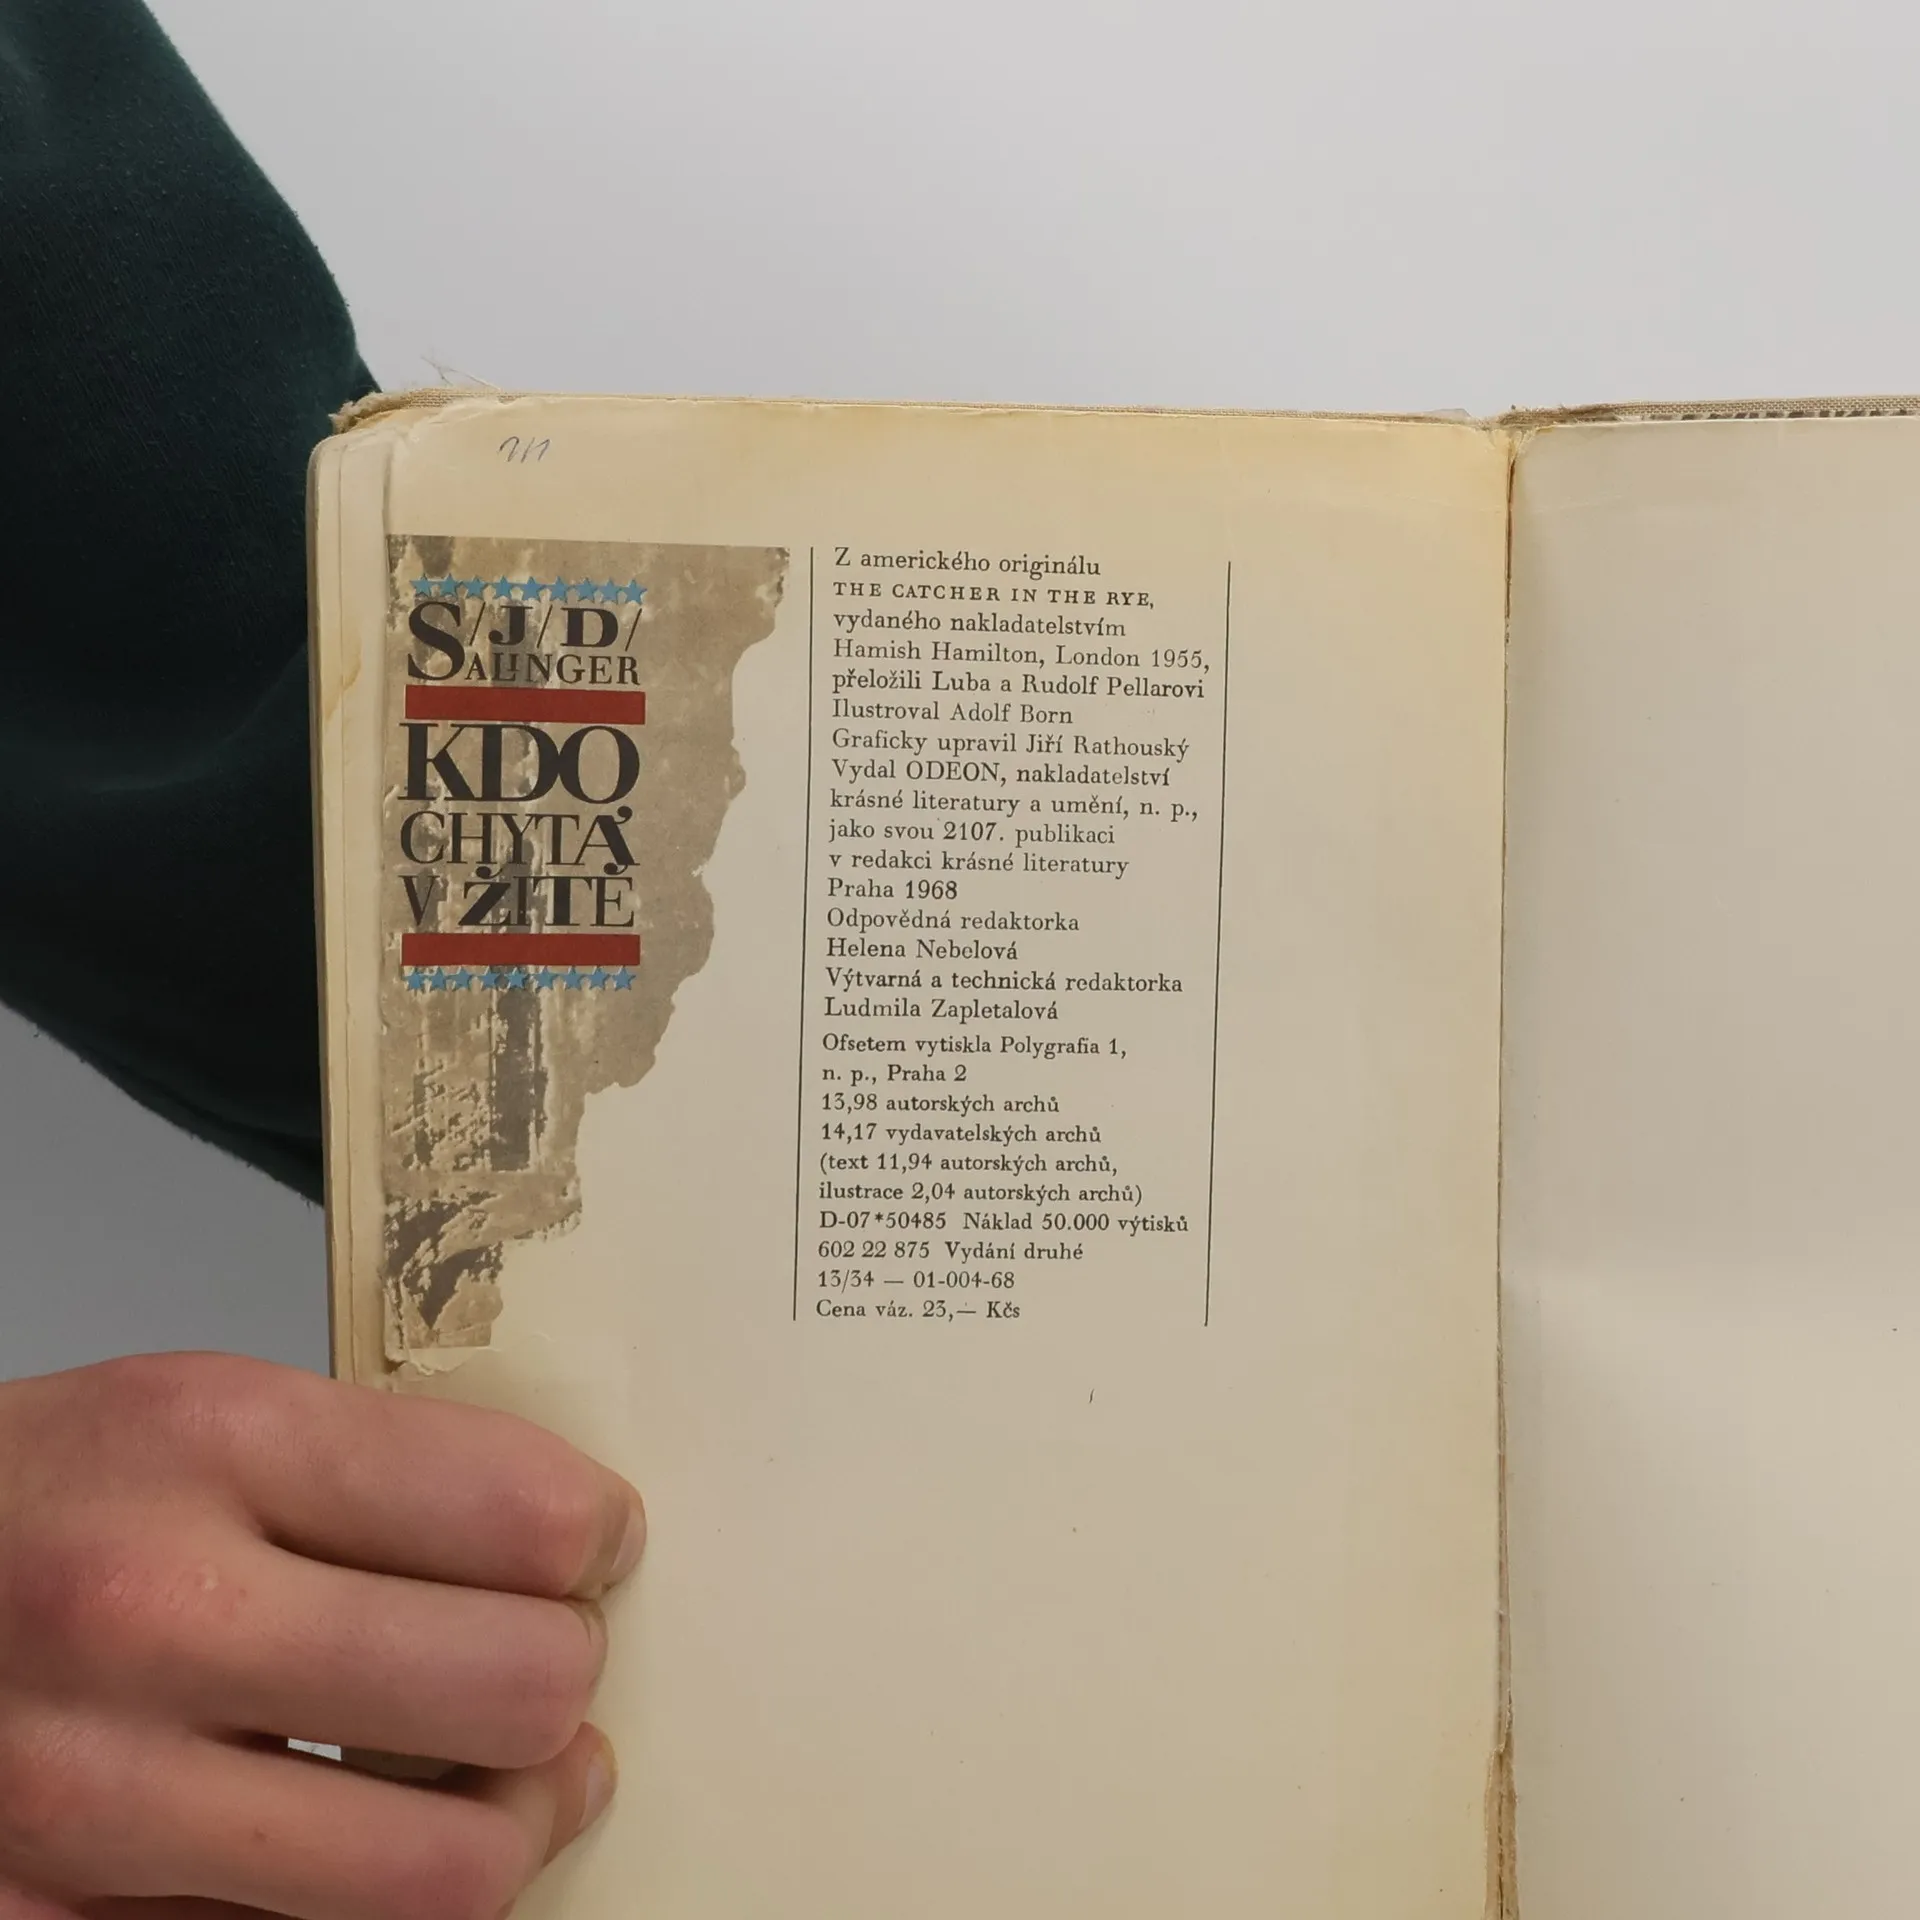 S/J/D/
ALINGER
KDO
CHYTÁ
V ŽITĚ
Z amerického originálu
THE CATCHER IN THE RYE,
vydaného nakladatelstvím
Hamish Hamilton, London 1955,
přeložili Luba a Rudolf Pellarovi
Ilustroval Adolf Born
Graficky upravil Jiří Rathouský
Vydal ODEON, nakladatelství
krásné literatury a umění, n. p.,
jako svou 2107. publikaci
v redakci krásné literatury
Praha 1968
Odpovědná redaktorka
Helena Nebelová
Výtvarná a technická redaktorka
Ludmila Zapletalová
Ofsetem vytiskla Polygrafia 1,
n. p., Praha 2
13,98 autorských archů
14,17 vydavatelských archů
(text 11,94 autorských archů,
ilustrace 2,04 autorských archů)
D-07*50485 Náklad 50.000 výtisků
602 22 875 Vydání druhé
13/34 — 01-004-68
Cena váz. 23,— Kčs